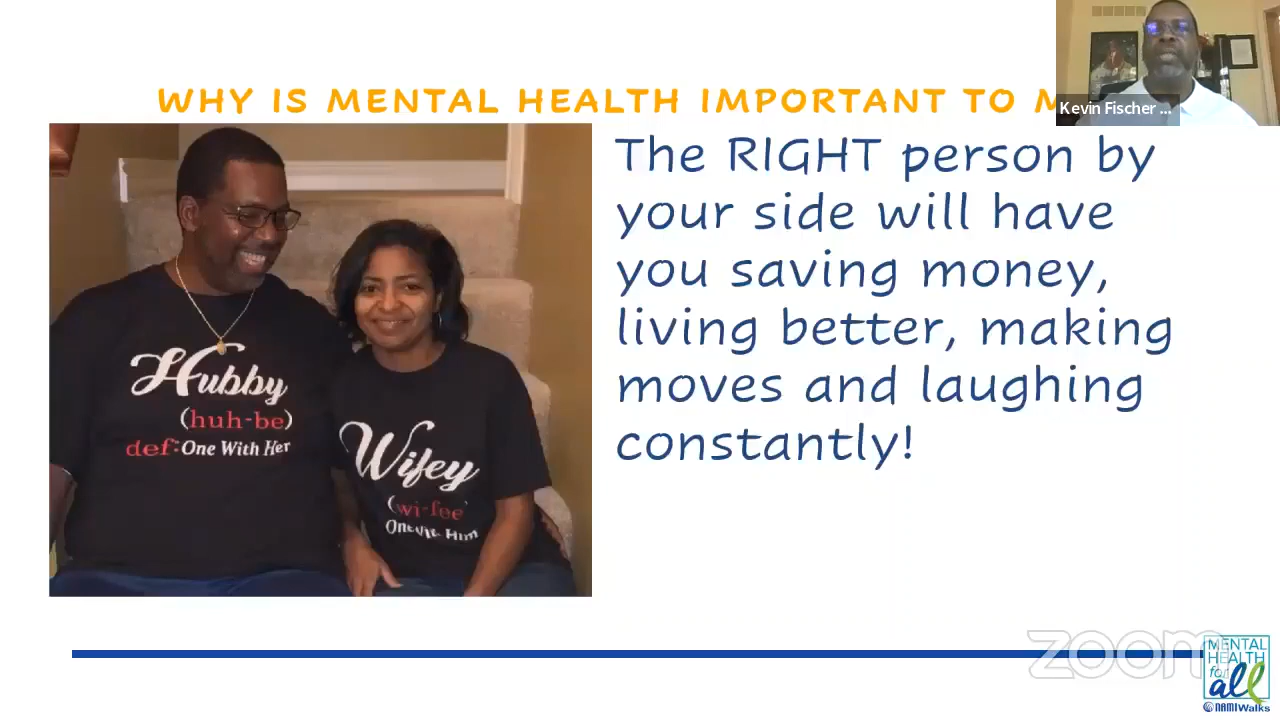 WHY IS MENTAL HEALTH IMPORTANT TO
Kevin Fischer ...
The RIGHT person by
your side will have
you saving money,
living better, making
moves and laughing
constantly!
Hubby
(huh-be)
def:One With Her
Wifey
(wi-fee
One With Him
zoom
MENTAL
HEALTH
for
all
NAMIWalks